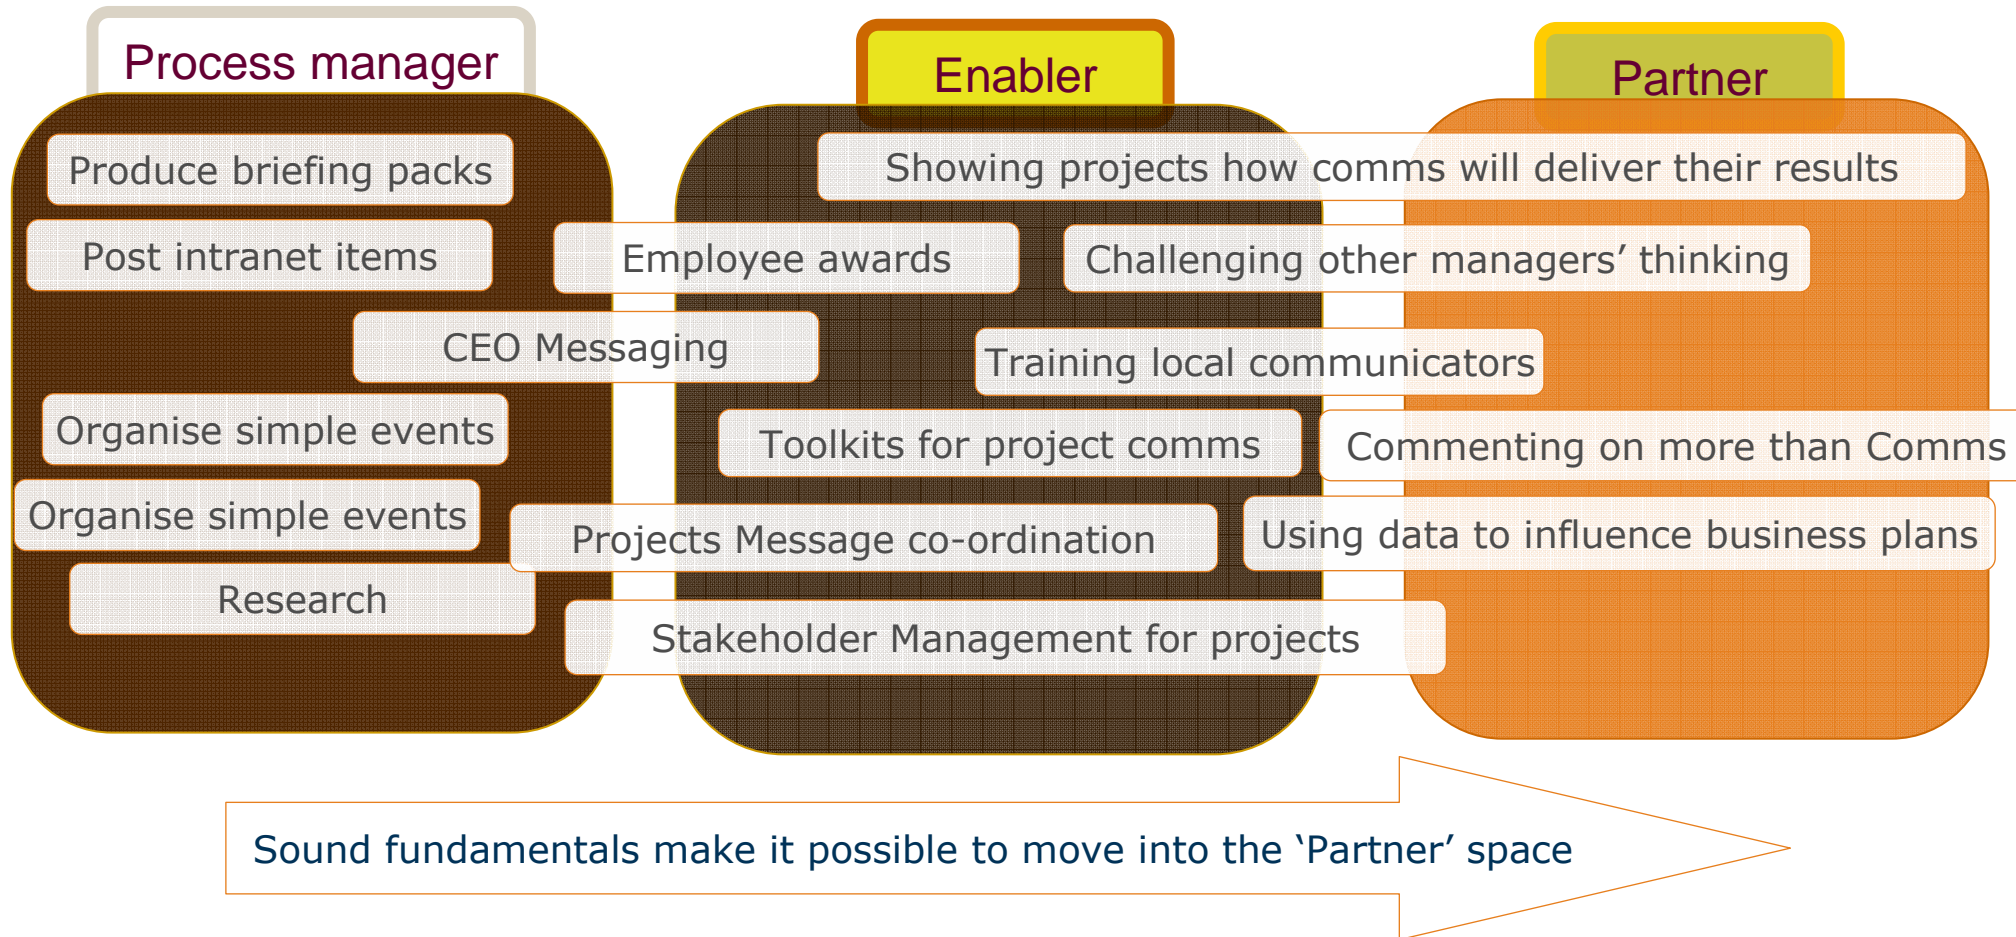 Process manager
Enabler
Partner
Produce briefing packs
Showing projects how comms will deliver their results
Post intranet items
Employee awards
Challenging other managers’ thinking
CEO Messaging
Training local communicators
Organise simple events
Toolkits for project comms
Commenting on more than Comms
Organise simple events
Projects Message co-ordination
Using data to influence business plans
Research
Stakeholder Management for projects
Sound fundamentals make it possible to move into the ‘Partner’ space